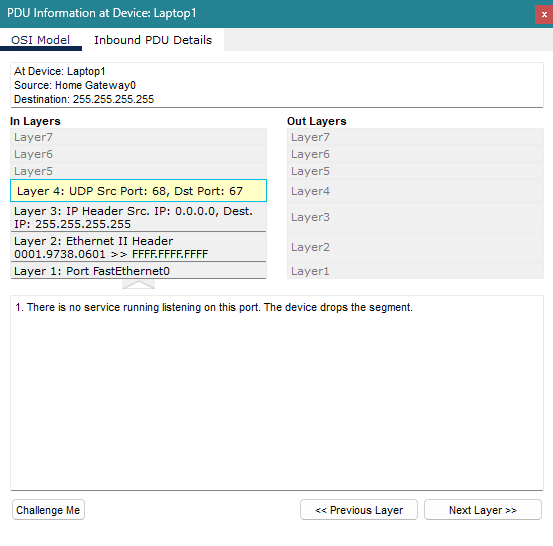 PDU Information at Device: Laptop1
x
OSI Model Inbound PDU Details
At Device: Laptop1
Source: Home Gateway0
Destination: 255.255.255.255
In Layers
Layer7
Layer6
Layer5
Layer 4: UDP Src Port: 68, Dst Port: 67
Layer 3: IP Header Src. IP: 0.0.0.0, Dest.
IP: 255.255.255.255
Layer 2: Ethernet II Header
0001.9738.0601 >> FFFF.FFFF.FFFF
Layer 1: Port FastEthernet0
Out Layers
Layer7
Layer6
Layer5
Layer4
Layer3
Layer2
Layer1
1. There is no service running listening on this port. The device drops the segment.
Challenge Me
<< Previous Layer
Next Layer >>